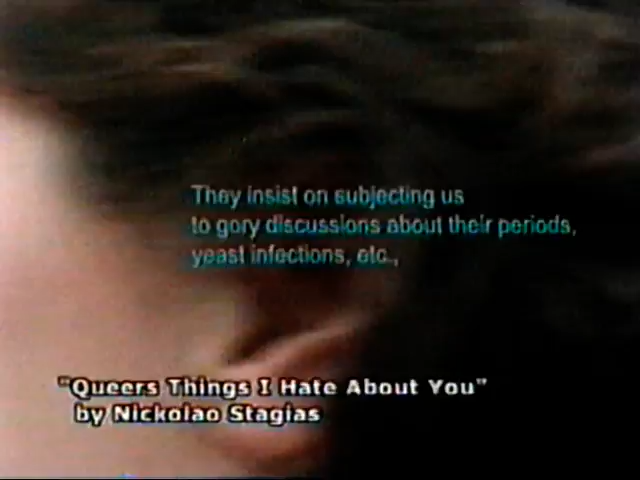 They insist on subjecting us
to gory discussions about their periods,
yeast infections, etc.,
"Queers Things I Hate About You"
by Nickolao Stagias